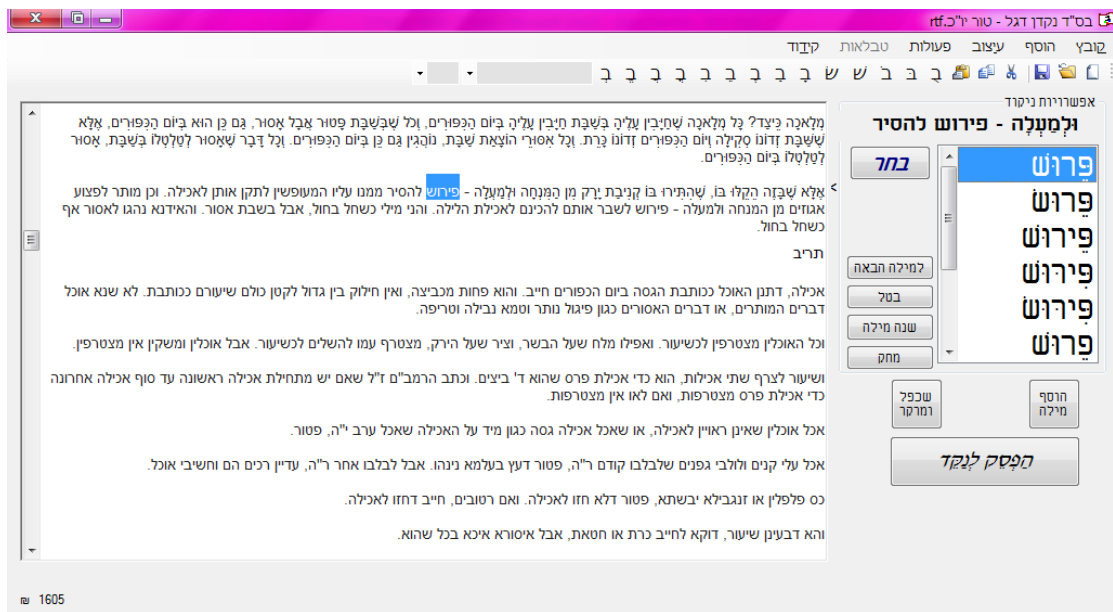 בס"ד נקדן דגל - טור יו"כ.rtf
קובץ הוסף עיצוב פעולות טבלאות קידוד
אפשרויות ניקוד
וּלְמַעְלָה - פירוש להסיר
בחר
פֵּרוּשׁ
פֵּרוּשׂ
פֵּירוּשׁ
פִּירוּשׁ
פִּירוּשׂ
פְּרוּשׁ
למילה הבאה
בטל
שנה מילה
מחק
הוסף מילה
שכפל ומרקר
הַפְסֵק לְנַקֵּד
מְלָאכָה כֵּיצַד? כָּל מְלָאכָה שֶׁחַיָּבִין עָלֶיהָ בְּשַׁבָּת חַיָּבִין עָלֶיהָ בְּיוֹם הַכִּפּוּרִים, וְכֹל שֶׁבְּשַׁבָּת פָּטוּר אֲבָל אָסוּר, גַּם כֵּן הוּא בְּיוֹם הַכִּפּוּרִים, אֶלָּא
שֶׁשַּׁבָּת זְדוֹנוֹ סְקִילָה וְיוֹם הַכִּפּוּרִים זְדוֹנוֹ כָּרֵת. וְכָל אִסּוּרֵי הוֹצָאַת שַׁבָּת, נוֹהֲגִין גַּם כֵּן בְּיוֹם הַכִּפּוּרִים. וְכָל דָּבָר שֶׁאָסוּר לְטַלְטְלוֹ בְּשַׁבָּת, אָסוּר
לְטַלְטְלוֹ בְּיוֹם הַכִּפּוּרִים.
אֶלָּא שֶׁבָּזֶה הֵקֵלּוּ בּוֹ, שֶׁהִתִּירוּ בּוֹ קְנִיבַת יָרָק מִן הַמִּנְחָה וּלְמַעְלָה - פירוש להסיר ממנו עליו המעופשין לתקן אותן לאכילה. וכן מותר לפצוע
אגוזים מן המנחה ולמעלה - פירוש לשבר אותם להכינם לאכילת הלילה. והני מילי כשחל בחול, אבל בשבת אסור. והאידנא נהגו לאסור אף
כשחל בחול.
תריב
אכילה, דתנן האוכל ככותבת הגסה ביום הכפורים חייב. והוא פחות מכביצה, ואין חילוק בין גדול לקטן כולם שיעורם ככותבת. לא שנא אוכל
דברים המותרים, או דברים האסורים כגון פיגול נותר וטמא נבילה וטריפה.
וכל האוכלין מצטרפין לכשיעור. ואפילו מלח שעל הבשר, וציר שעל הירק, מצטרף עמו להשלים לכשיעור. אבל אוכלין ומשקין אין מצטרפין.
ושיעור לצרף שתי אכילות, הוא כדי אכילת פרס שהוא ד' ביצים. וכתב הרמב"ם ז"ל שאם יש מתחילת אכילה ראשונה עד סוף אכילה אחרונה
כדי אכילת פרס מצטרפות, ואם לאו אין מצטרפות.
אכל אוכלין שאינן ראויין לאכילה, או שאכל אכילה גסה כגון מיד על האכילה שאכל ערב י"ה, פטור.
אכל עלי קנים ולולבי גפנים שלבלבו קודם ר"ה, פטור דעץ בעלמא נינהו. אבל לבלבו אחר ר"ה, עדיין רכים הם וחשיבי אוכל.
כס פלפלין או זנגבילא יבשתא, פטור דלא חזו לאכילה. ואם רטובים, חייב דחזו לאכילה.
והא דבעינן שיעור, דוקא לחייב כרת או חטאת, אבל איסורא איכא בכל שהוא.
₪ 1605